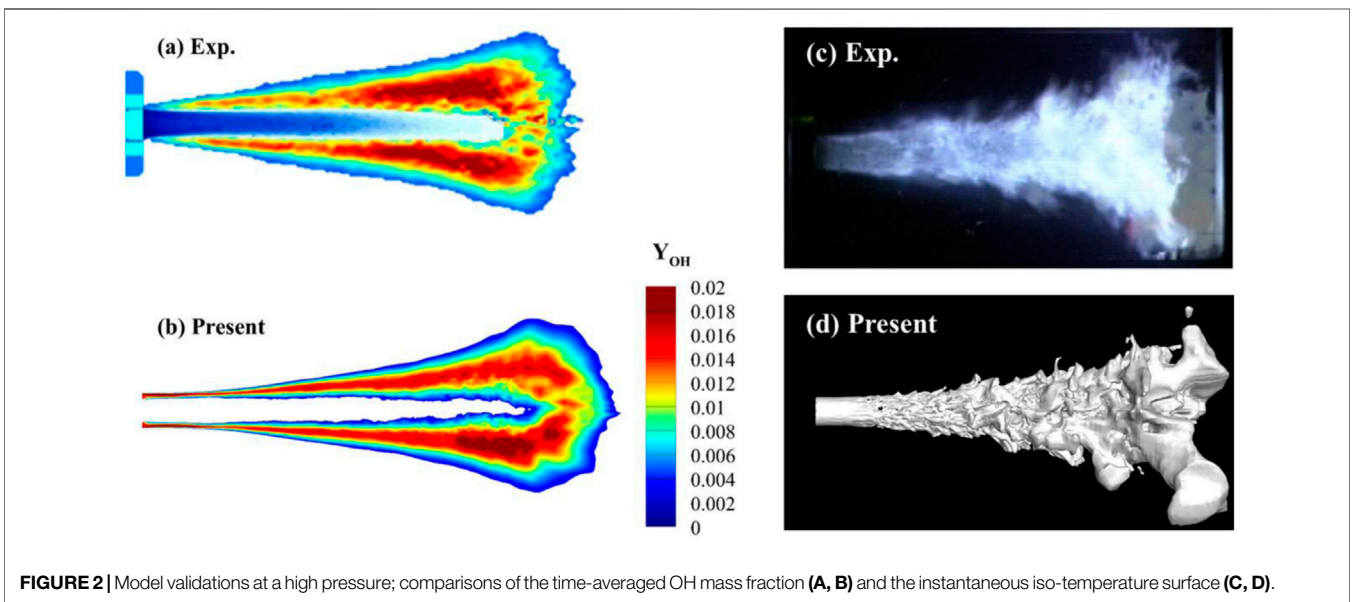 (a) Exp.
(c) Exp.
Y_OH
0.02
0.018
0.016
0.014
0.012
0.01
0.008
0.006
0.004
0.002
0
(b) Present
(d) Present
FIGURE 2 | Model validations at a high pressure; comparisons of the time-averaged OH mass fraction (A, B) and the instantaneous iso-temperature surface (C, D).